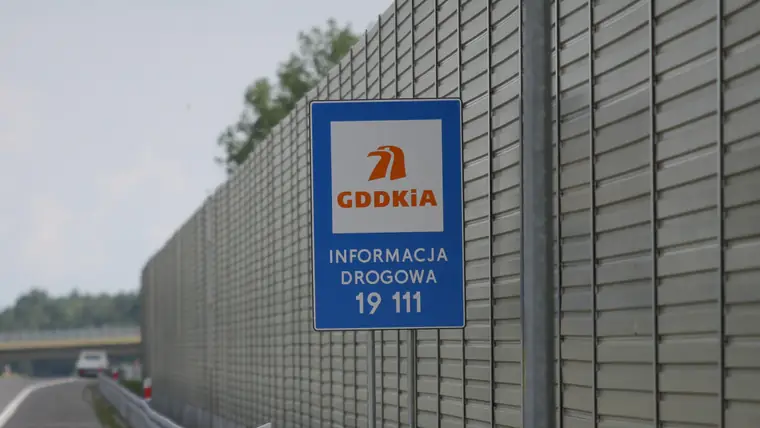 GDDKiA
INFORMACJA
DROGOWA
19 111